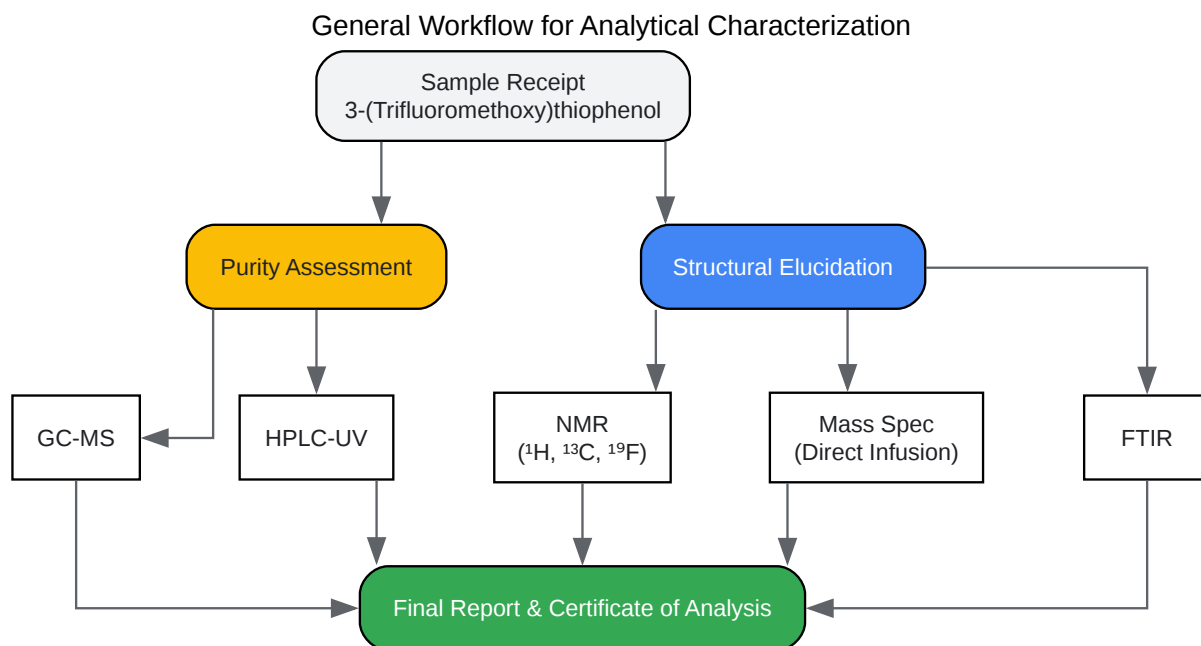 General Workflow for Analytical Characterization
Sample Receipt
3-(Trifluoromethoxy)thiophenol
Purity Assessment
Structural Elucidation
GC-MS
HPLC-UV
NMR
(¹H, ¹³C, ¹⁹F)
Mass Spec
(Direct Infusion)
FTIR
Final Report & Certificate of Analysis